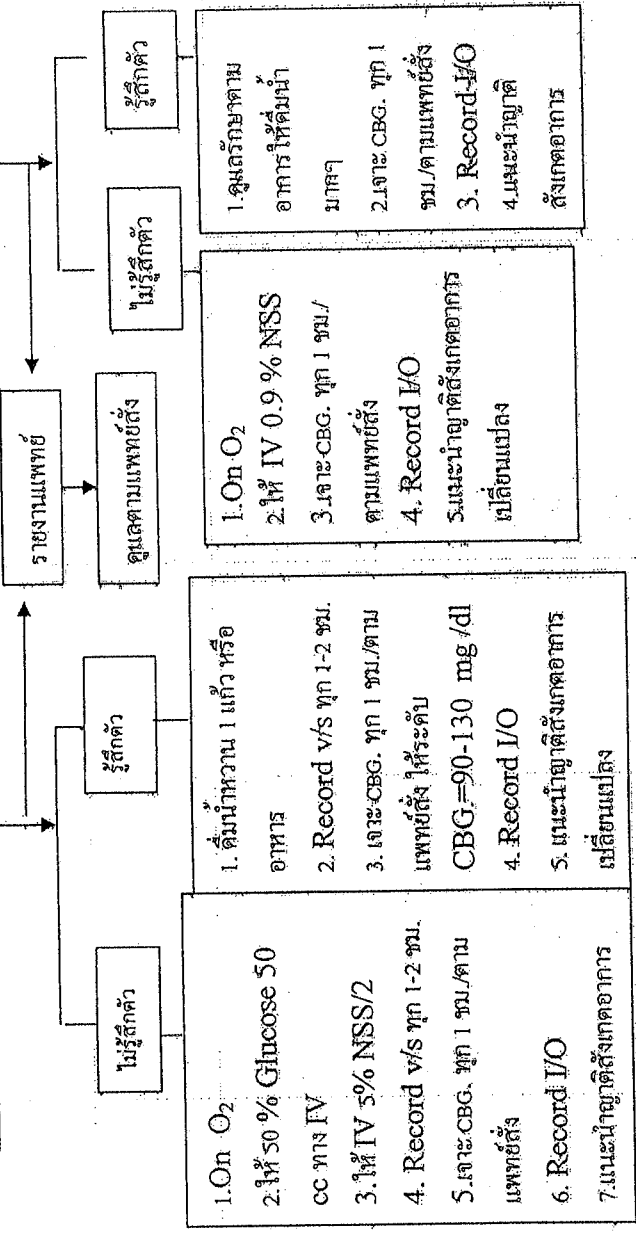 รายงานแพทย์
ดูแลตามแพทย์สั่ง
ไม่รู้สึกตัว
รู้สึกตัว
ไม่รู้สึกตัว
รู้สึกตัว
1.On O2
2.ให้ 50 % Glucose 50
cc ทาง IV
3.ให้ IV 5% NSS/2
4. Record v/s ทุก 1-2 ชม.
5.เจาะ CBG. ทุก 1 ชม./ตาม
แพทย์สั่ง
6. Record I/O
7.แนะนำญาติสังเกตอาการ
1. ดื่มน้ำหวาน 1 แก้ว หรือ
อาหาร
2. Record v/s ทุก 1-2 ชม.
3. เจาะ CBG. ทุก 1 ชม./ตาม
แพทย์สั่ง ให้ระดับ
CBG=90-130 mg /dl
4. Record I/O
5. แนะนำญาติสังเกตอาการ
เปลี่ยนแปลง
1.On O2
2.ให้ IV 0.9 % NSS
3.เจาะ CBG. ทุก 1 ชม./
ตามแพทย์สั่ง
4. Record I/O
5.แนะนำญาติสังเกตอาการ
เปลี่ยนแปลง
1.ดูแลรักษาตาม
อาการให้ดื่มน้ำ
มากๆ
2.เจาะ CBG. ทุก 1
ชม./ตามแพทย์สั่ง
3. Record I/O
4.แนะนำญาติ
สังเกตอาการ